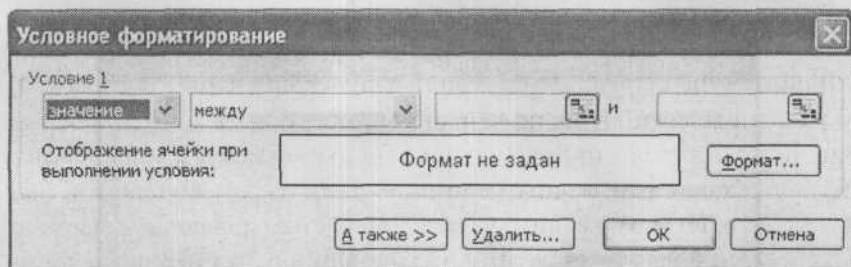 Условное форматирование
Условие 1
значение между и
Отображение ячейки при
выполнении условия:
Формат не задан
Формат...
А также >> Удалить... ОК Отмена